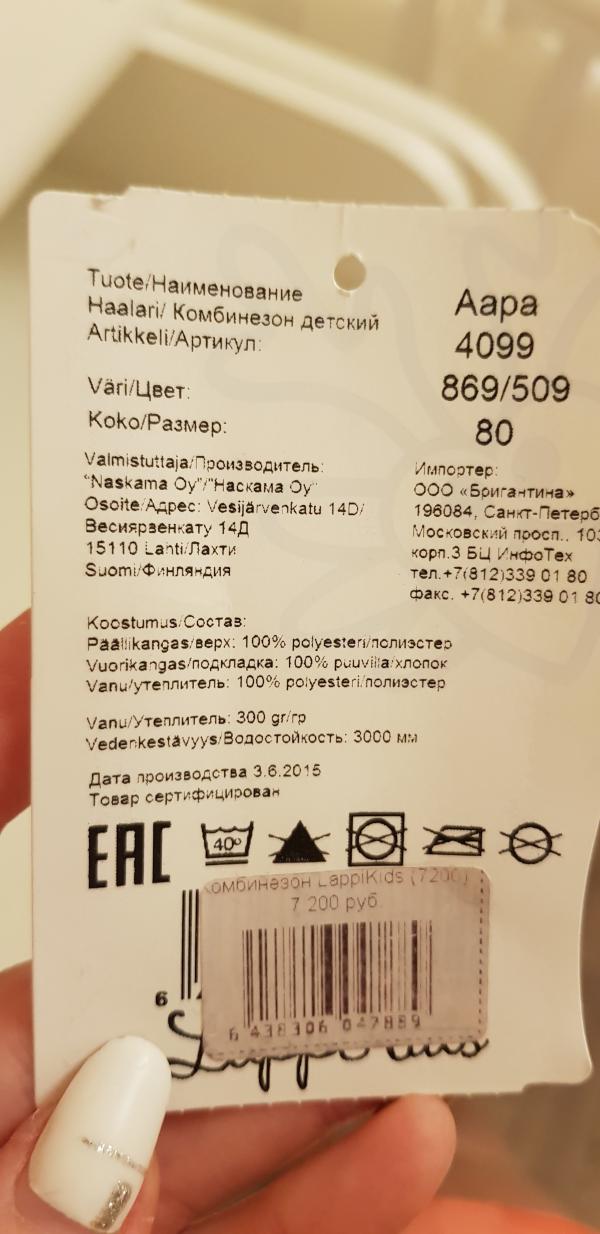 Tuote/Наименование
Haalari/ Комбинезон детский
Artikkeli/Артикул:
Aapa
4099
Väri/Цвет:
869/509
Koko/Размер:
80
Valmistuttaja/Производитель:
"Naskama Oy"/"Наскама Oy"
Osoite/Адрес: Vesijärvenkatu 14D/
Весиярвенкату 14Д
15110 Lahti/Лахти
Suomi/Финляндия
Импортер:
ООО «Бригантина»
196084, Санкт-Петерб
Московский просп., 103
корп.3 БЦ ИнфоТех
тел.+7(812)339 01 80
факс. +7(812)339 01 80
Koostumus/Состав:
Päällikangas/верх: 100% polyesteri/полиэстер
Vuorikangas/подкладка: 100% puuvilla/хлопок
Vanu/утеплитель: 100% polyesteri/полиэстер
Vanu/Утеплитель: 300 gr/гр
Vedenkestävyys/Водостойкость: 3000 мм
Дата производства 3.6.2015
Товар сертифицирован
EAC 40º
комбинезон LappiKids (7200)
7 200 руб.
6
6 438306 047889